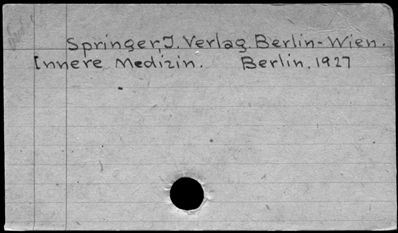 Springer, J. Verlag. Berlin-Wien.
Innere Medizin. Berlin, 1927